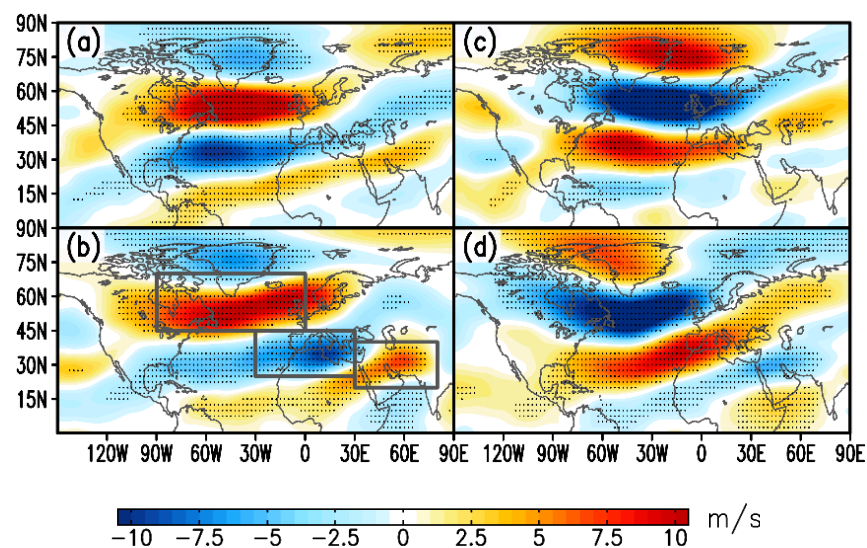 90N
(a)
(c)
75N
60N
45N
30N
15N
90N
(b)
(d)
75N
60N
45N
30N
15N
120W 90W 60W 30W 0 30E 60E 90E 120W 90W 60W 30W 0 30E 60E 90E
-10 -7.5 -5 -2.5 0 2.5 5 7.5 10 m/s